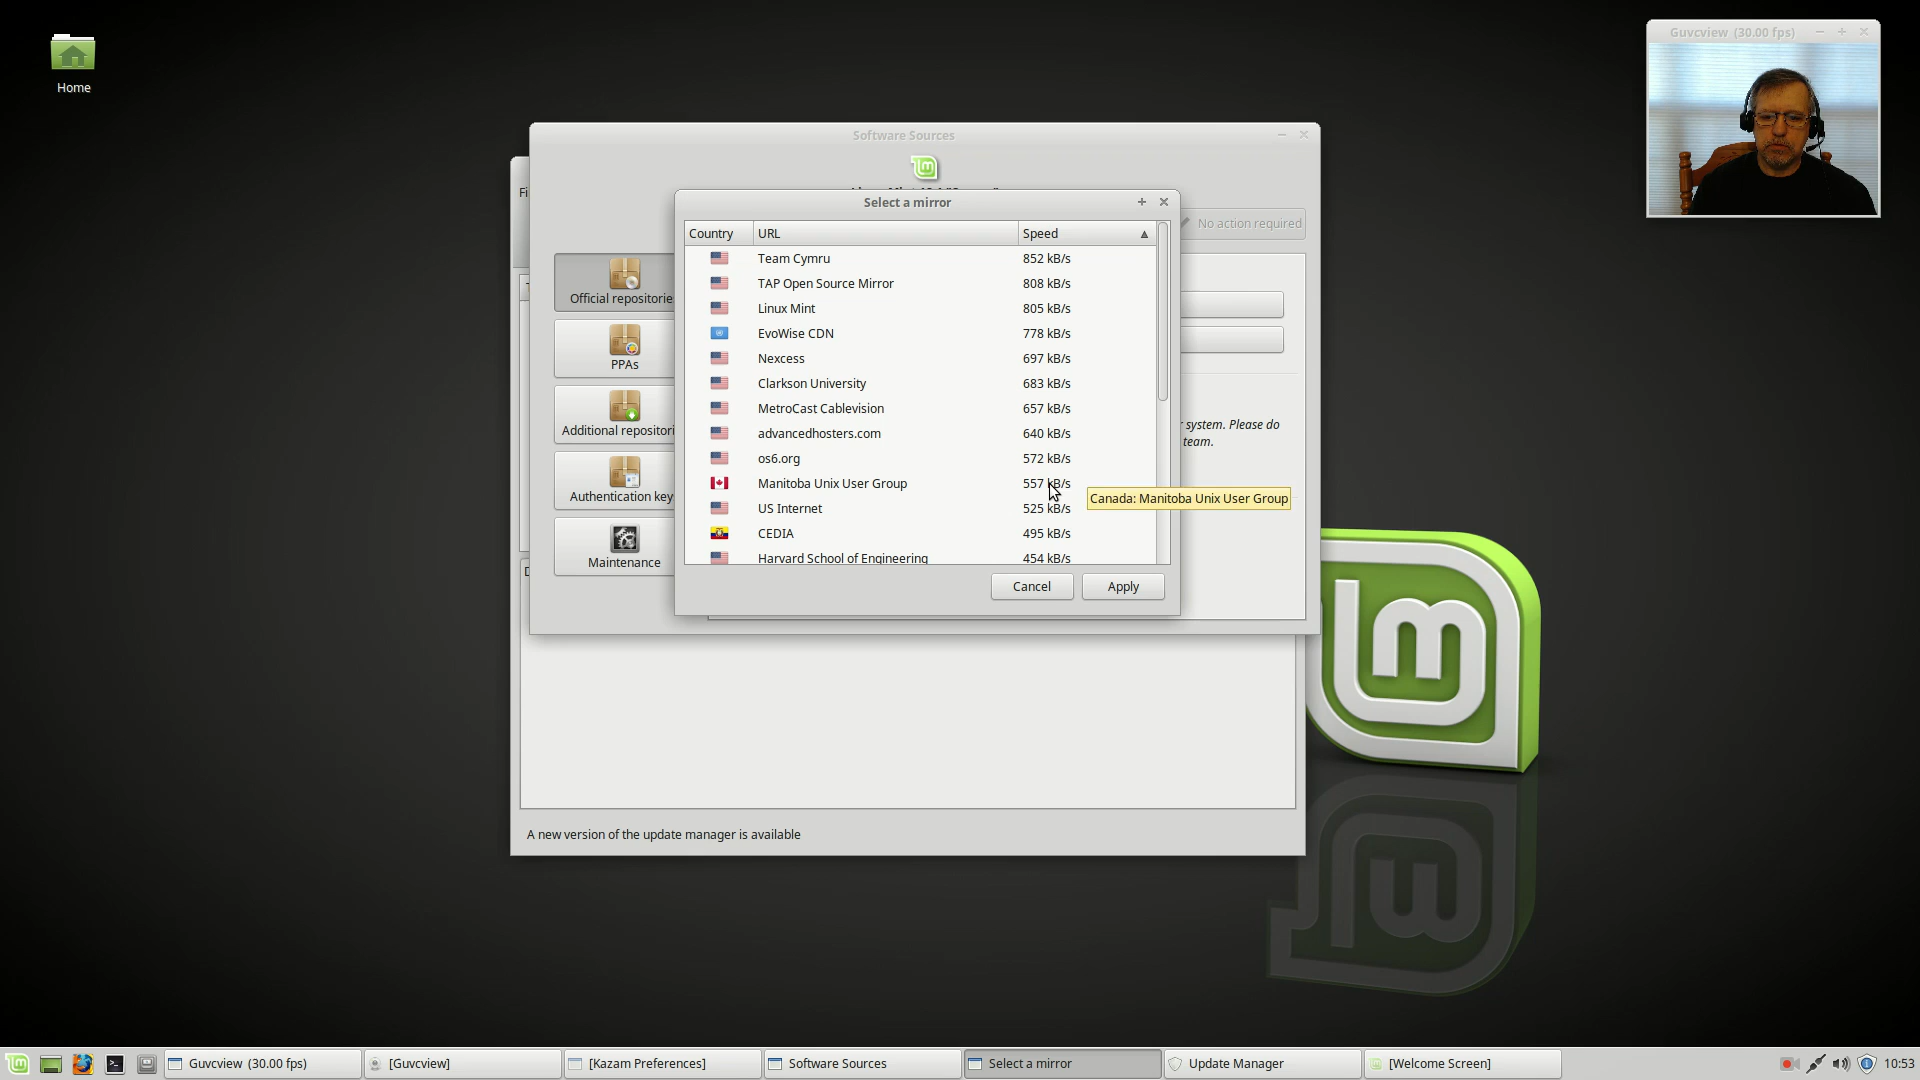 Home
Guvcview (30.00 fps)
Software Sources
Fi
Select a mirror
No action required
Country
URL
Speed
Team Cymru 852 kB/s
TAP Open Source Mirror 808 kB/s
Linux Mint 805 kB/s
EvoWise CDN 778 kB/s
Nexcess 697 kB/s
Clarkson University 683 kB/s
MetroCast Cablevision 657 kB/s
advancedhosters.com 640 kB/s
os6.org 572 kB/s
Manitoba Unix User Group 557 kB/s
US Internet 525 kB/s
CEDIA 495 kB/s
Harvard School of Engineering 454 kB/s
Canada: Manitoba Unix User Group
Cancel
Apply
Official repositorie
PPAs
Additional repositori
Authentication key
Maintenance
system. Please do
team.
A new version of the update manager is available
Guvcview (30.00 fps)
[Guvcview]
[Kazam Preferences]
Software Sources
Select a mirror
Update Manager
[Welcome Screen]
10:53